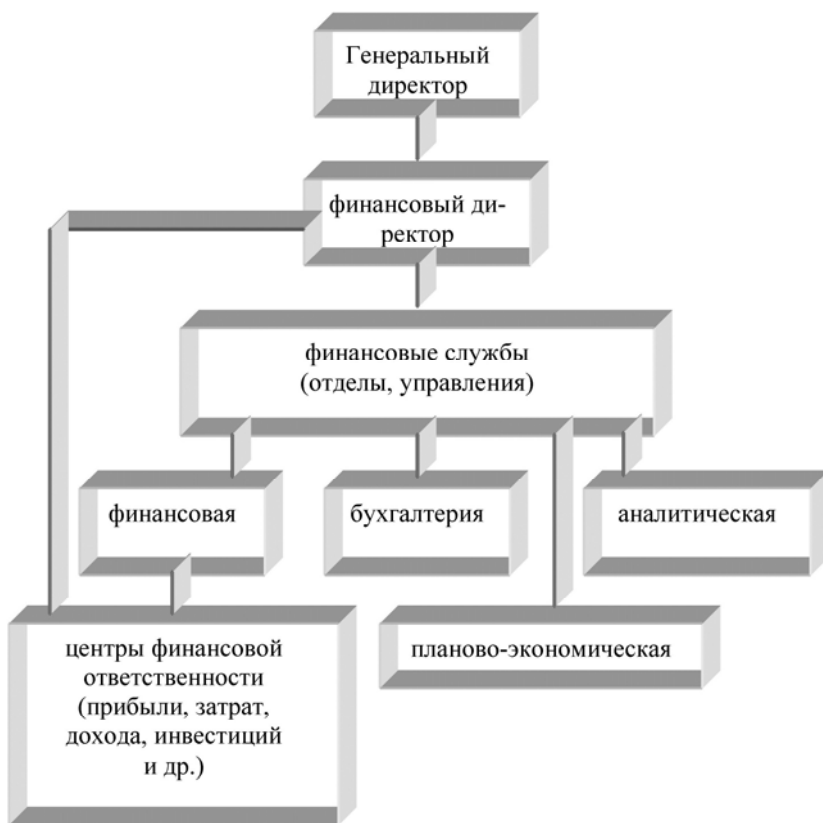 Генеральный
директор
финансовый ди-
ректор
финансовые службы
(отделы, управления)
финансовая
бухгалтерия
аналитическая
центры финансовой
ответственности
(прибыли, затрат,
дохода, инвестиций
и др.)
планово-экономическая